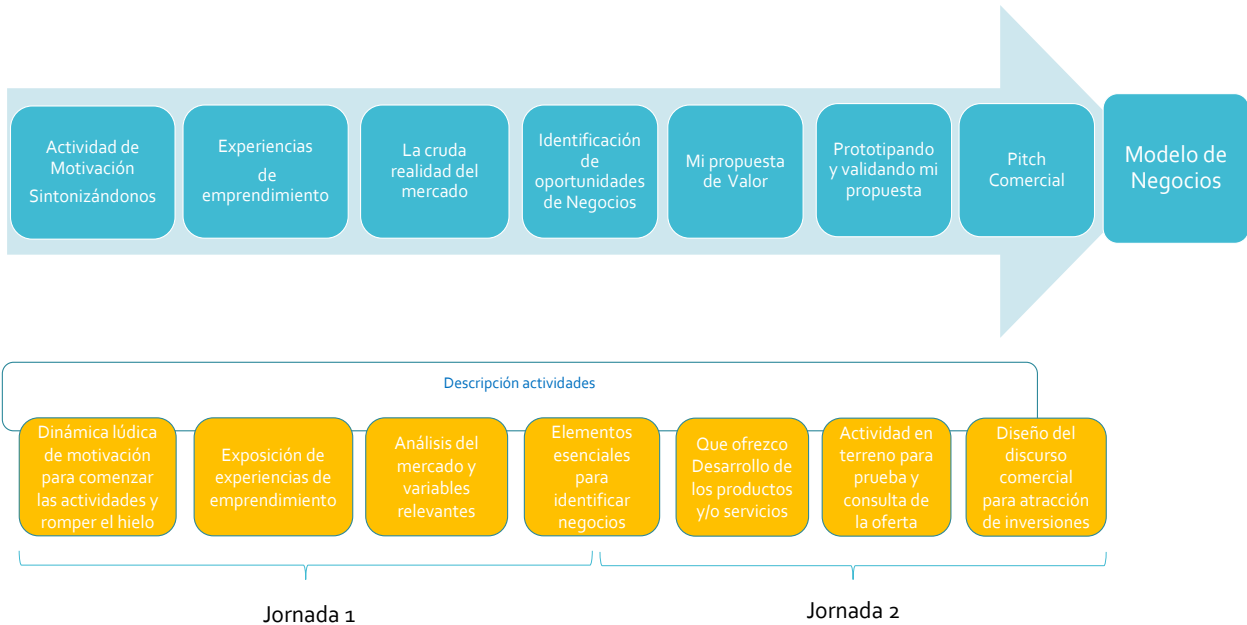 Actividad de
Motivación
Sintonizándonos
Experiencias
de
emprendimiento
La cruda
realidad del
mercado
Identificación
de
oportunidades
de Negocios
Mi propuesta
de Valor
Prototipando
y validando mi
propuesta
Pitch
Comercial
Modelo de
Negocios
Descripción actividades
Dinámica lúdica
de motivación
para comenzar
las actividades y
romper el hielo
Exposición de
experiencias de
emprendimiento
Análisis del
mercado y
variables
relevantes
Elementos
esenciales
para
identificar
negocios
Que ofrezco
Desarrollo de
los productos
y/o servicios
Actividad en
terreno para
prueba y
consulta de
la oferta
Diseño del
discurso
comercial
para atracción
de inversiones
Jornada 1
Jornada 2